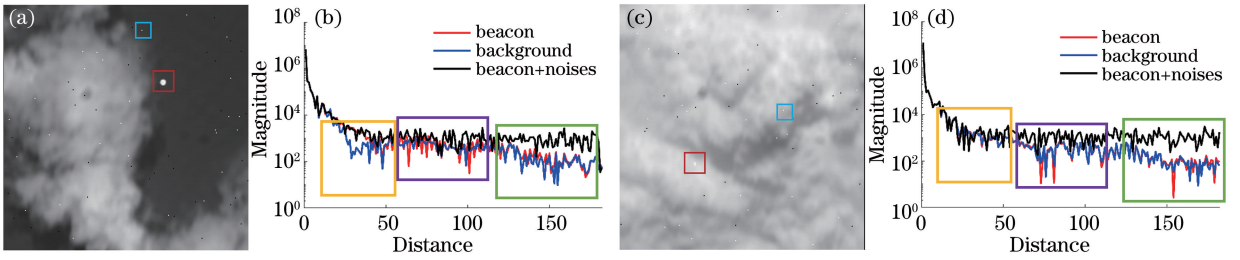 (a)
(b)
10^8
10^6
10^4
10^2
10^0
Magnitude
beacon
background
beacon+noises
0
50
100
150
Distance
(c)
(d)
10^8
10^6
10^4
10^2
10^0
Magnitude
beacon
background
beacon+noises
0
50
100
150
Distance